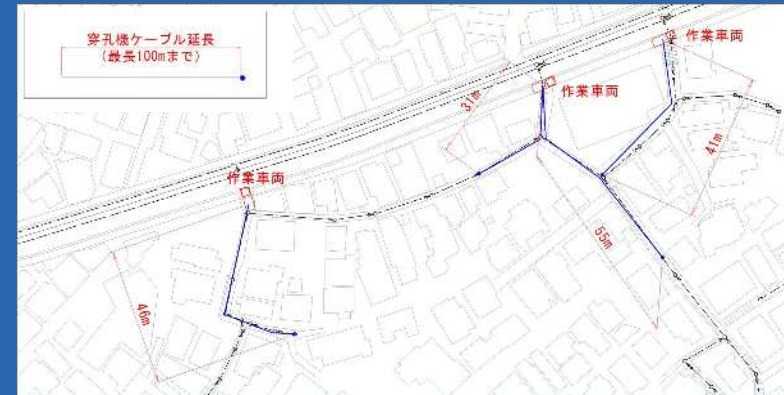 穿孔機ケーブル延長
(最長100mまで)
作業車両
作業車両
31m
作業車両
41m
55m
46m